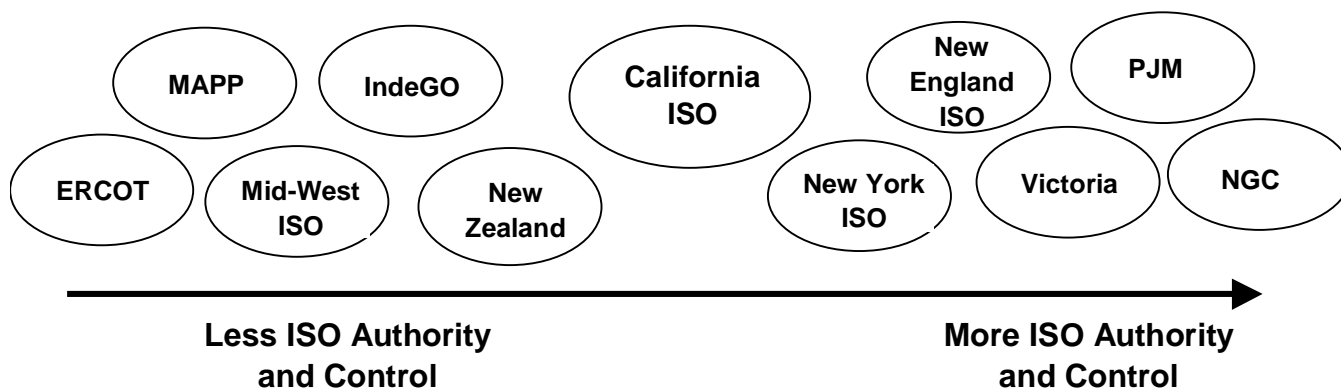 MAPP
IndeGO
California
ISO
New
England
ISO
PJM
ERCOT
Mid-West
ISO
New
Zealand
New York
ISO
Victoria
NGC
Less ISO Authority
and Control
More ISO Authority
and Control